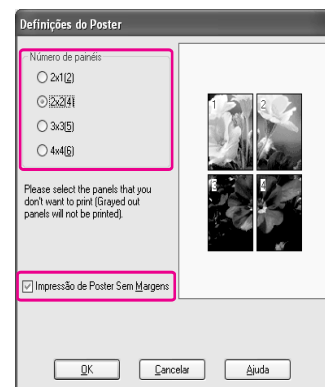 Definições do Poster
Número de painéis
2x1(2)
2x2(4)
3x3(5)
4x4(6)
1 2
3 4
Please select the panels that you
don't want to print (Grayed out
panels will not be printed).
Impressão de Poster Sem Margens
OK Cancelar Ajuda